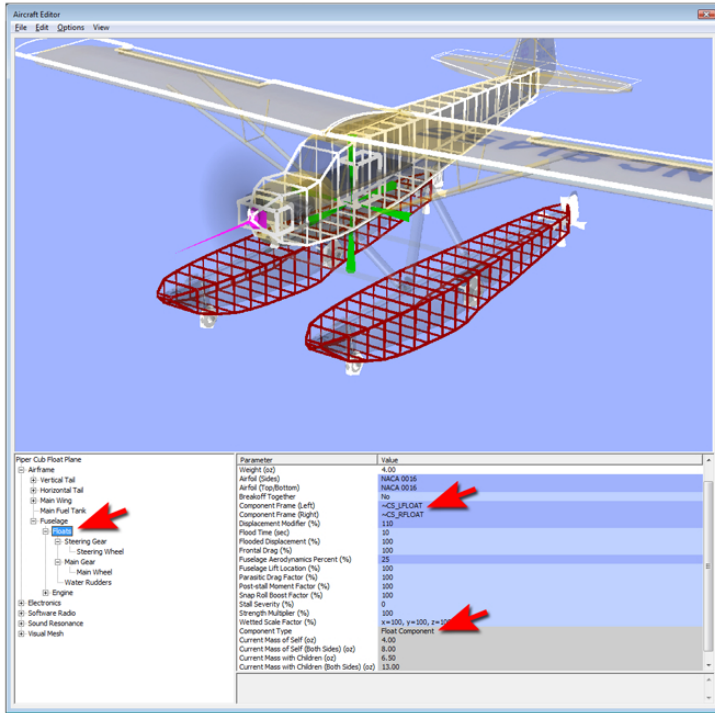 Aircraft Editor
File Edit Options View
NC 91A
Piper Cub Float Plane
Airframe
Vertical Tail
Horizontal Tail
Main Wing
Main Fuel Tank
Fuselage
Floats
Steering Gear
Steering Wheel
Main Gear
Main Wheel
Water Rudders
Engine
Electronics
Software Radio
Sound Resonance
Visual Mesh
Parameter Value
Weight (oz) 4.00
Airfoil (Sides) NACA 0016
Airfoil (Top/Bottom) NACA 0016
Breakoff Together No
Component Frame (Left) ~CS_LFLOAT
Component Frame (Right) ~CS_RFLOAT
Displacement Modifier (%) 110
Flood Time (sec) 10
Flooded Displacement (%) 100
Frontal Drag (%) 100
Fuselage Aerodynamics Percent (%) 25
Fuselage Lift Location (%) 100
Parasitic Drag Factor (%) 100
Post-stall Moment Factor (%) 100
Snap Roll Boost Factor (%) 100
Stall Severity (%) 0
Strength Multiplier (%) 100
Wetted Scale Factor (%) x=100, y=100, z=100
Component Type Float Component
Current Mass of Self (oz) 4.00
Current Mass of Self (Both Sides) (oz) 8.00
Current Mass with Children (oz) 6.50
Current Mass with Children (Both Sides) (oz) 13.00